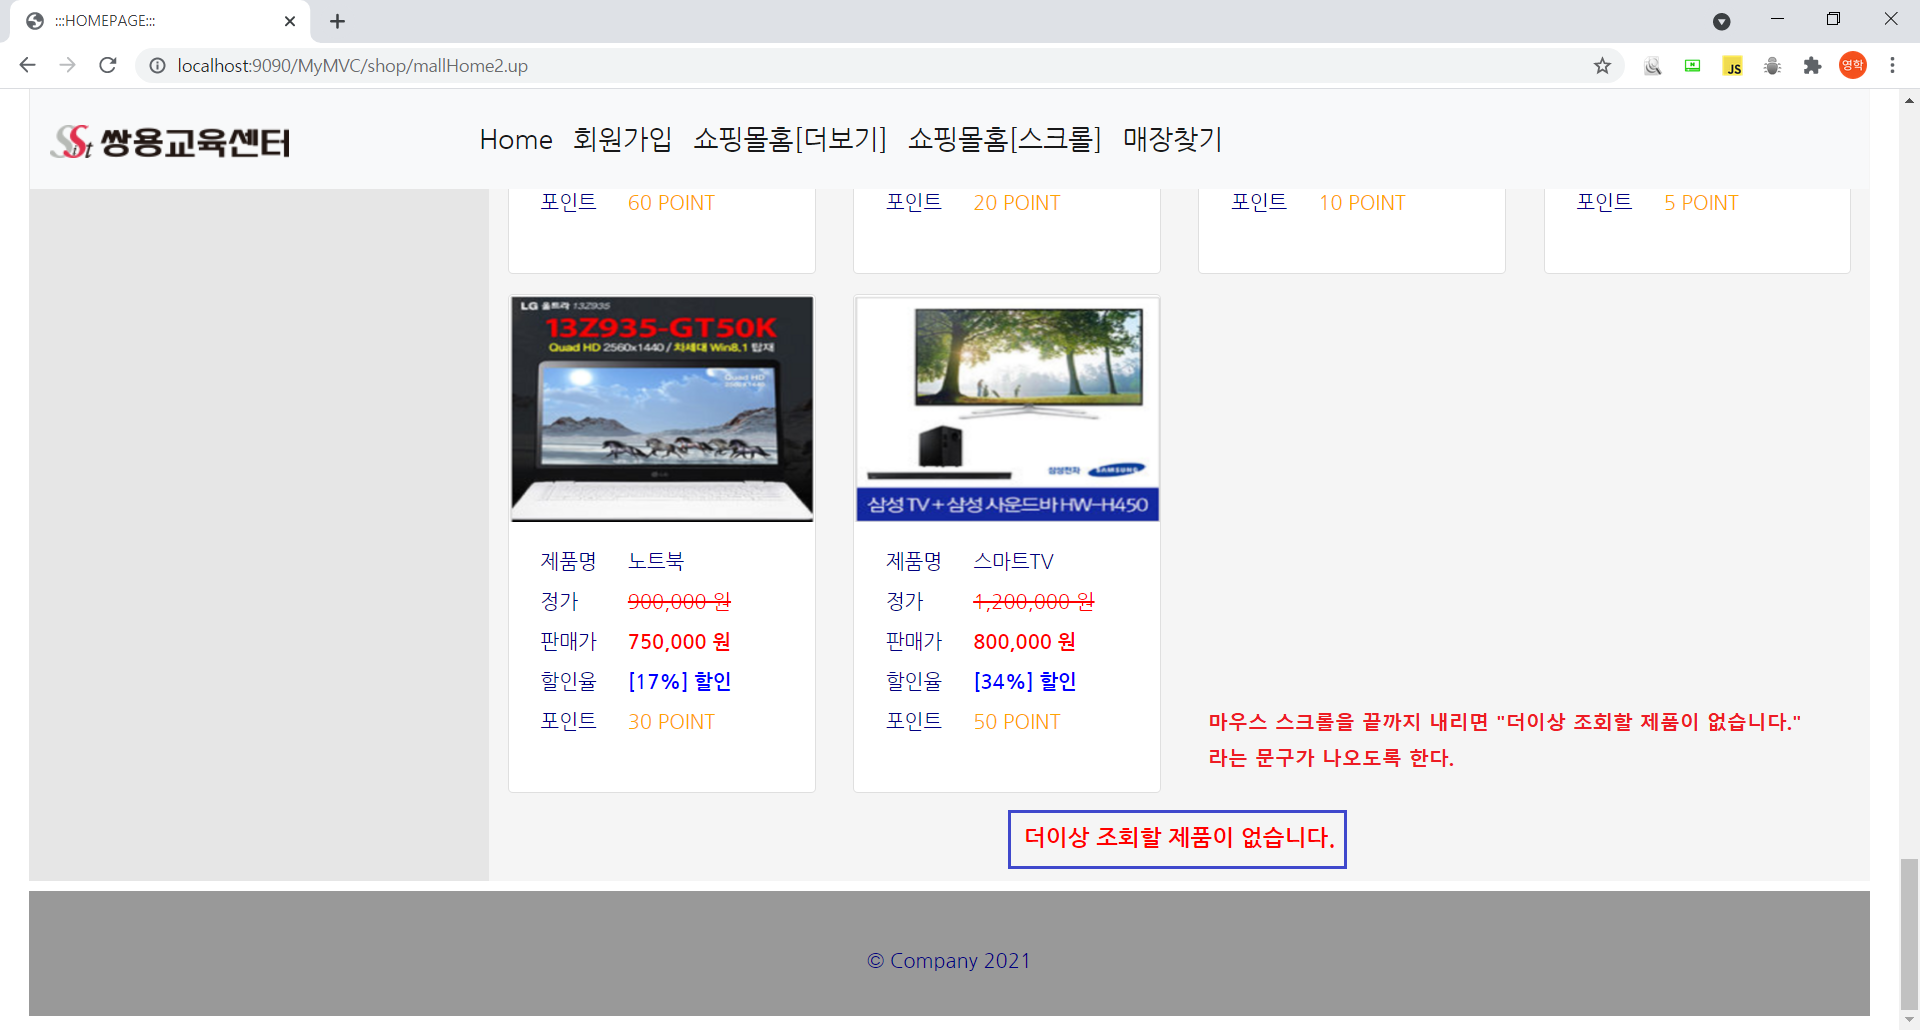 :::HOMEPAGE:::
localhost:9090/MyMVC/shop/mallHome2.up
JS
영학
SiSt 쌍용교육센터
Home 회원가입 쇼핑몰홈[더보기] 쇼핑몰홈[스크롤] 매장찾기
포인트 60 POINT 포인트 20 POINT 포인트 10 POINT 포인트 5 POINT
LG 울트라 13Z935
13Z935-GT50K
Quad HD 2560x1440 / 차세대 Win8.1 탑재
Quad HD
2560x1440
LG
삼성전자 SAMSUNG
삼성 TV + 삼성 사운드바 HW-H450
제품명 노트북
정가 900,000 원
판매가 750,000 원
할인율 [17%] 할인
포인트 30 POINT
제품명 스마트TV
정가 1,200,000 원
판매가 800,000 원
할인율 [34%] 할인
포인트 50 POINT
마우스 스크롤을 끝까지 내리면 "더이상 조회할 제품이 없습니다."
라는 문구가 나오도록 한다.
더이상 조회할 제품이 없습니다.
© Company 2021